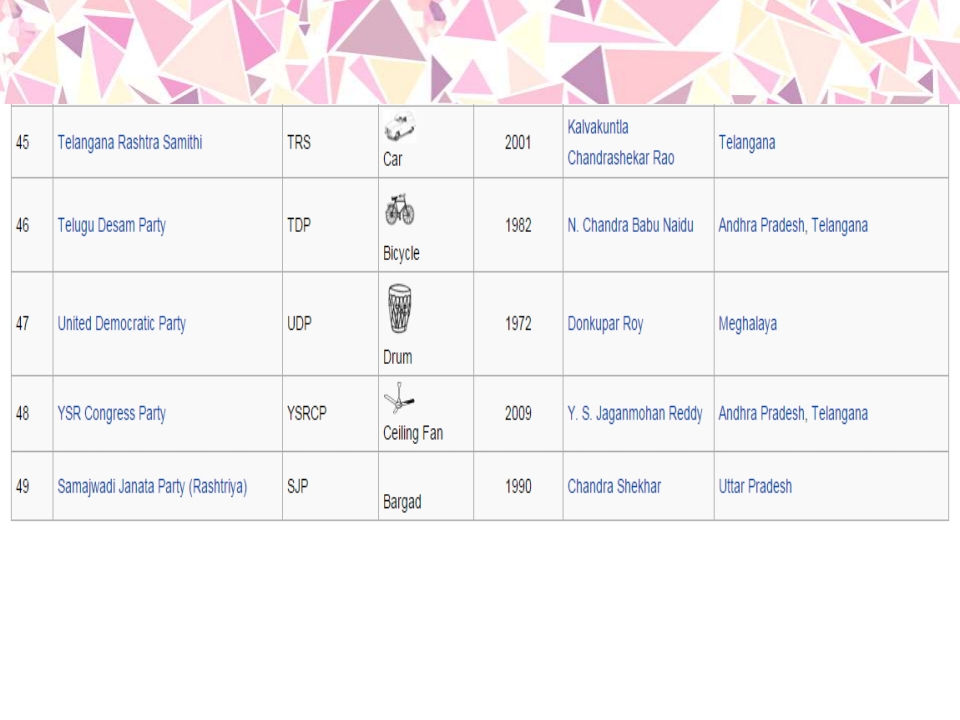 45 Telangana Rashtra Samithi TRS Car 2001 Kalvakuntla Chandrashekar Rao Telangana
46 Telugu Desam Party TDP Bicycle 1982 N. Chandra Babu Naidu Andhra Pradesh, Telangana
47 United Democratic Party UDP Drum 1972 Donkupar Roy Meghalaya
48 YSR Congress Party YSRCP Ceiling Fan 2009 Y. S. Jaganmohan Reddy Andhra Pradesh, Telangana
49 Samajwadi Janata Party (Rashtriya) SJP Bargad 1990 Chandra Shekhar Uttar Pradesh